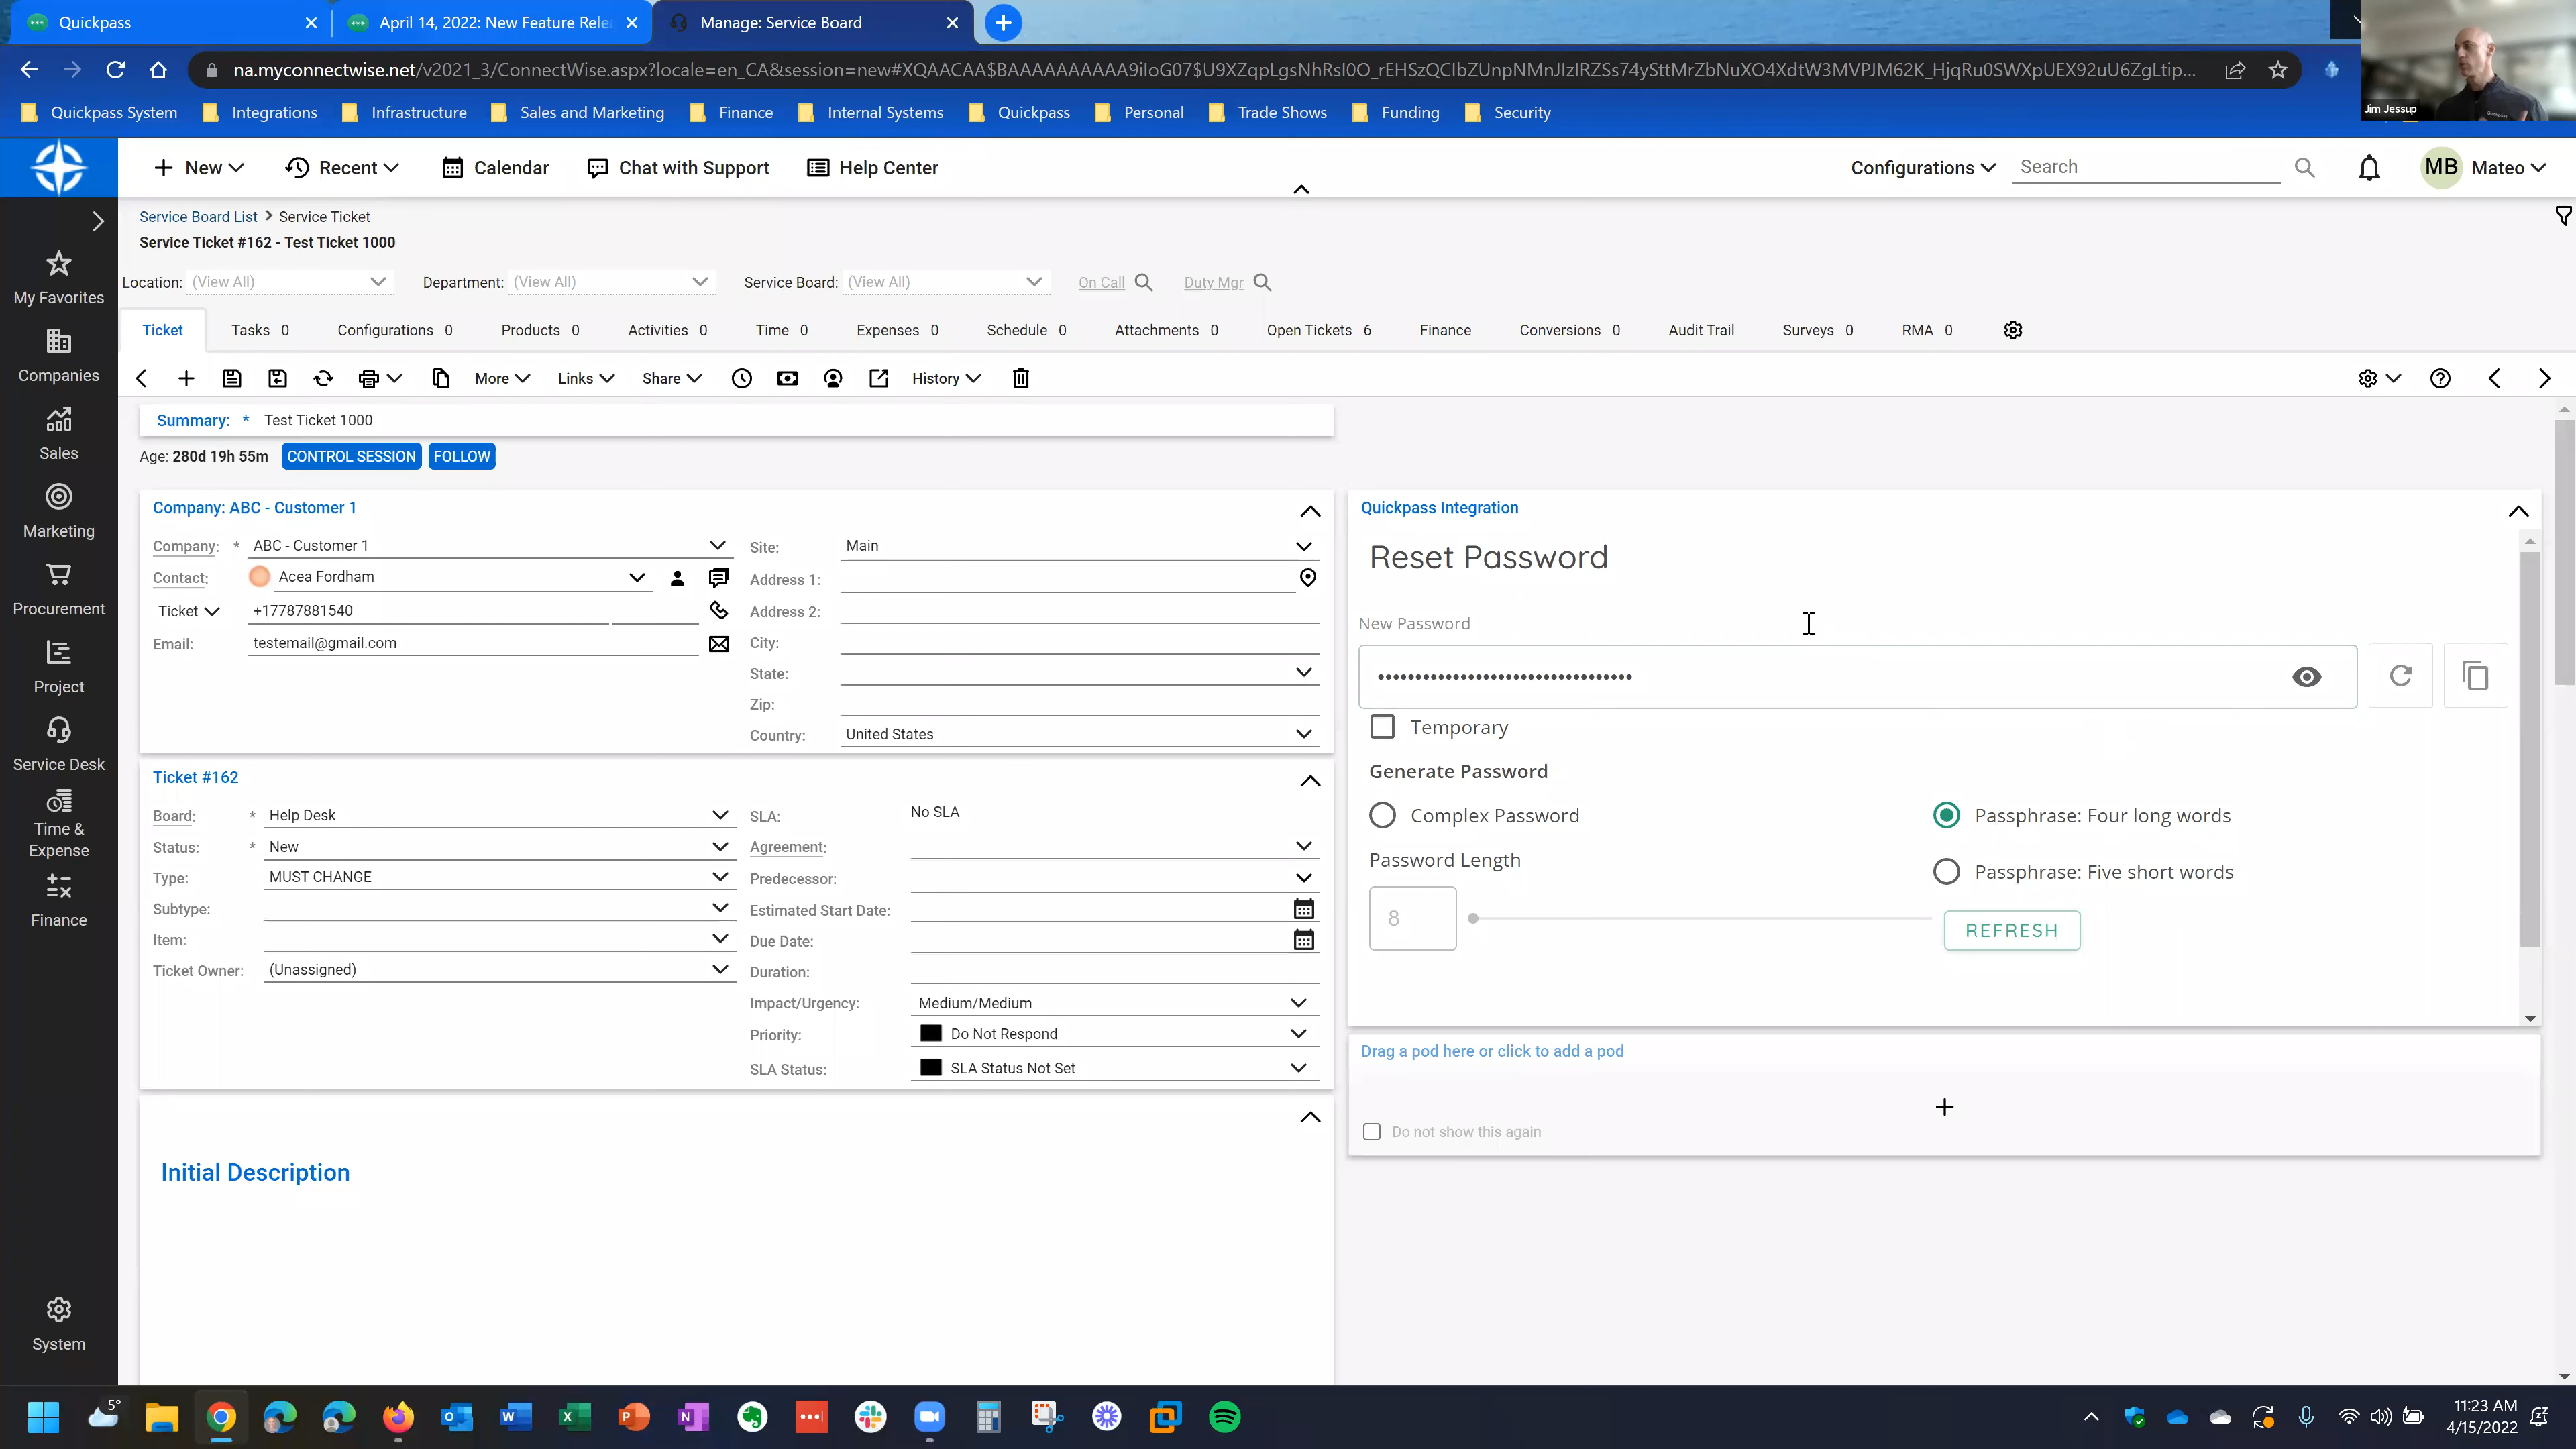 Quickpass
April 14, 2022: New Feature Rele
Manage: Service Board
na.myconnectwise.net/v2021_3/ConnectWise.aspx?locale=en_CA&session=new#
Jim Jessup
Quickpass System
Integrations
Infrastructure
Sales and Marketing
Finance
Internal Systems
Quickpass
Personal
Trade Shows
Funding
Security
New
Recent
Calendar
Chat with Support
Help Center
Configurations
Search
MB
Mateo
Service Board List > Service Ticket
Service Ticket #162 - Test Ticket 1000
Location: (View All)
Department: (View All)
Service Board: (View All)
On Call
Duty Mgr
Ticket
Tasks 0
Configurations 0
Products 0
Activities 0
Time 0
Expenses 0
Schedule 0
Attachments 0
Open Tickets 6
Finance
Conversions 0
Audit Trail
Surveys 0
RMA 0
More
Links
Share
History
My Favorites
Companies
Sales
Marketing
Procurement
Project
Service Desk
Time &
Expense
Finance
System
Summary: * Test Ticket 1000
Age: 280d 19h 55m
CONTROL SESSION
FOLLOW
Company: ABC - Customer 1
Company: * ABC - Customer 1
Contact: Acea Fordham
Ticket +17787881540
Email: testemail@gmail.com
Site: Main
Address 1:
Address 2:
City:
State:
Zip:
Country: United States
Ticket #162
Board: * Help Desk
Status: * New
Type: MUST CHANGE
Subtype:
Item:
Ticket Owner: (Unassigned)
SLA: No SLA
Agreement:
Predecessor:
Estimated Start Date:
Due Date:
Duration:
Impact/Urgency: Medium/Medium
Priority: Do Not Respond
SLA Status: SLA Status Not Set
Initial Description
Quickpass Integration
Reset Password
New Password
••••••••••••••••••••••••••••••••••
Temporary
Generate Password
Complex Password
Passphrase: Four long words
Password Length
Passphrase: Five short words
8
REFRESH
Drag a pod here or click to add a pod
Do not show this again
5°
11:23 AM
4/15/2022